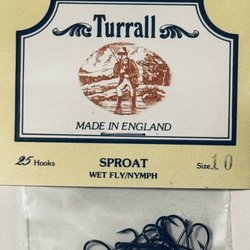 Turrall
MADE IN ENGLAND
25 Hooks SPROAT Size 10
WET FLY/NYMPH